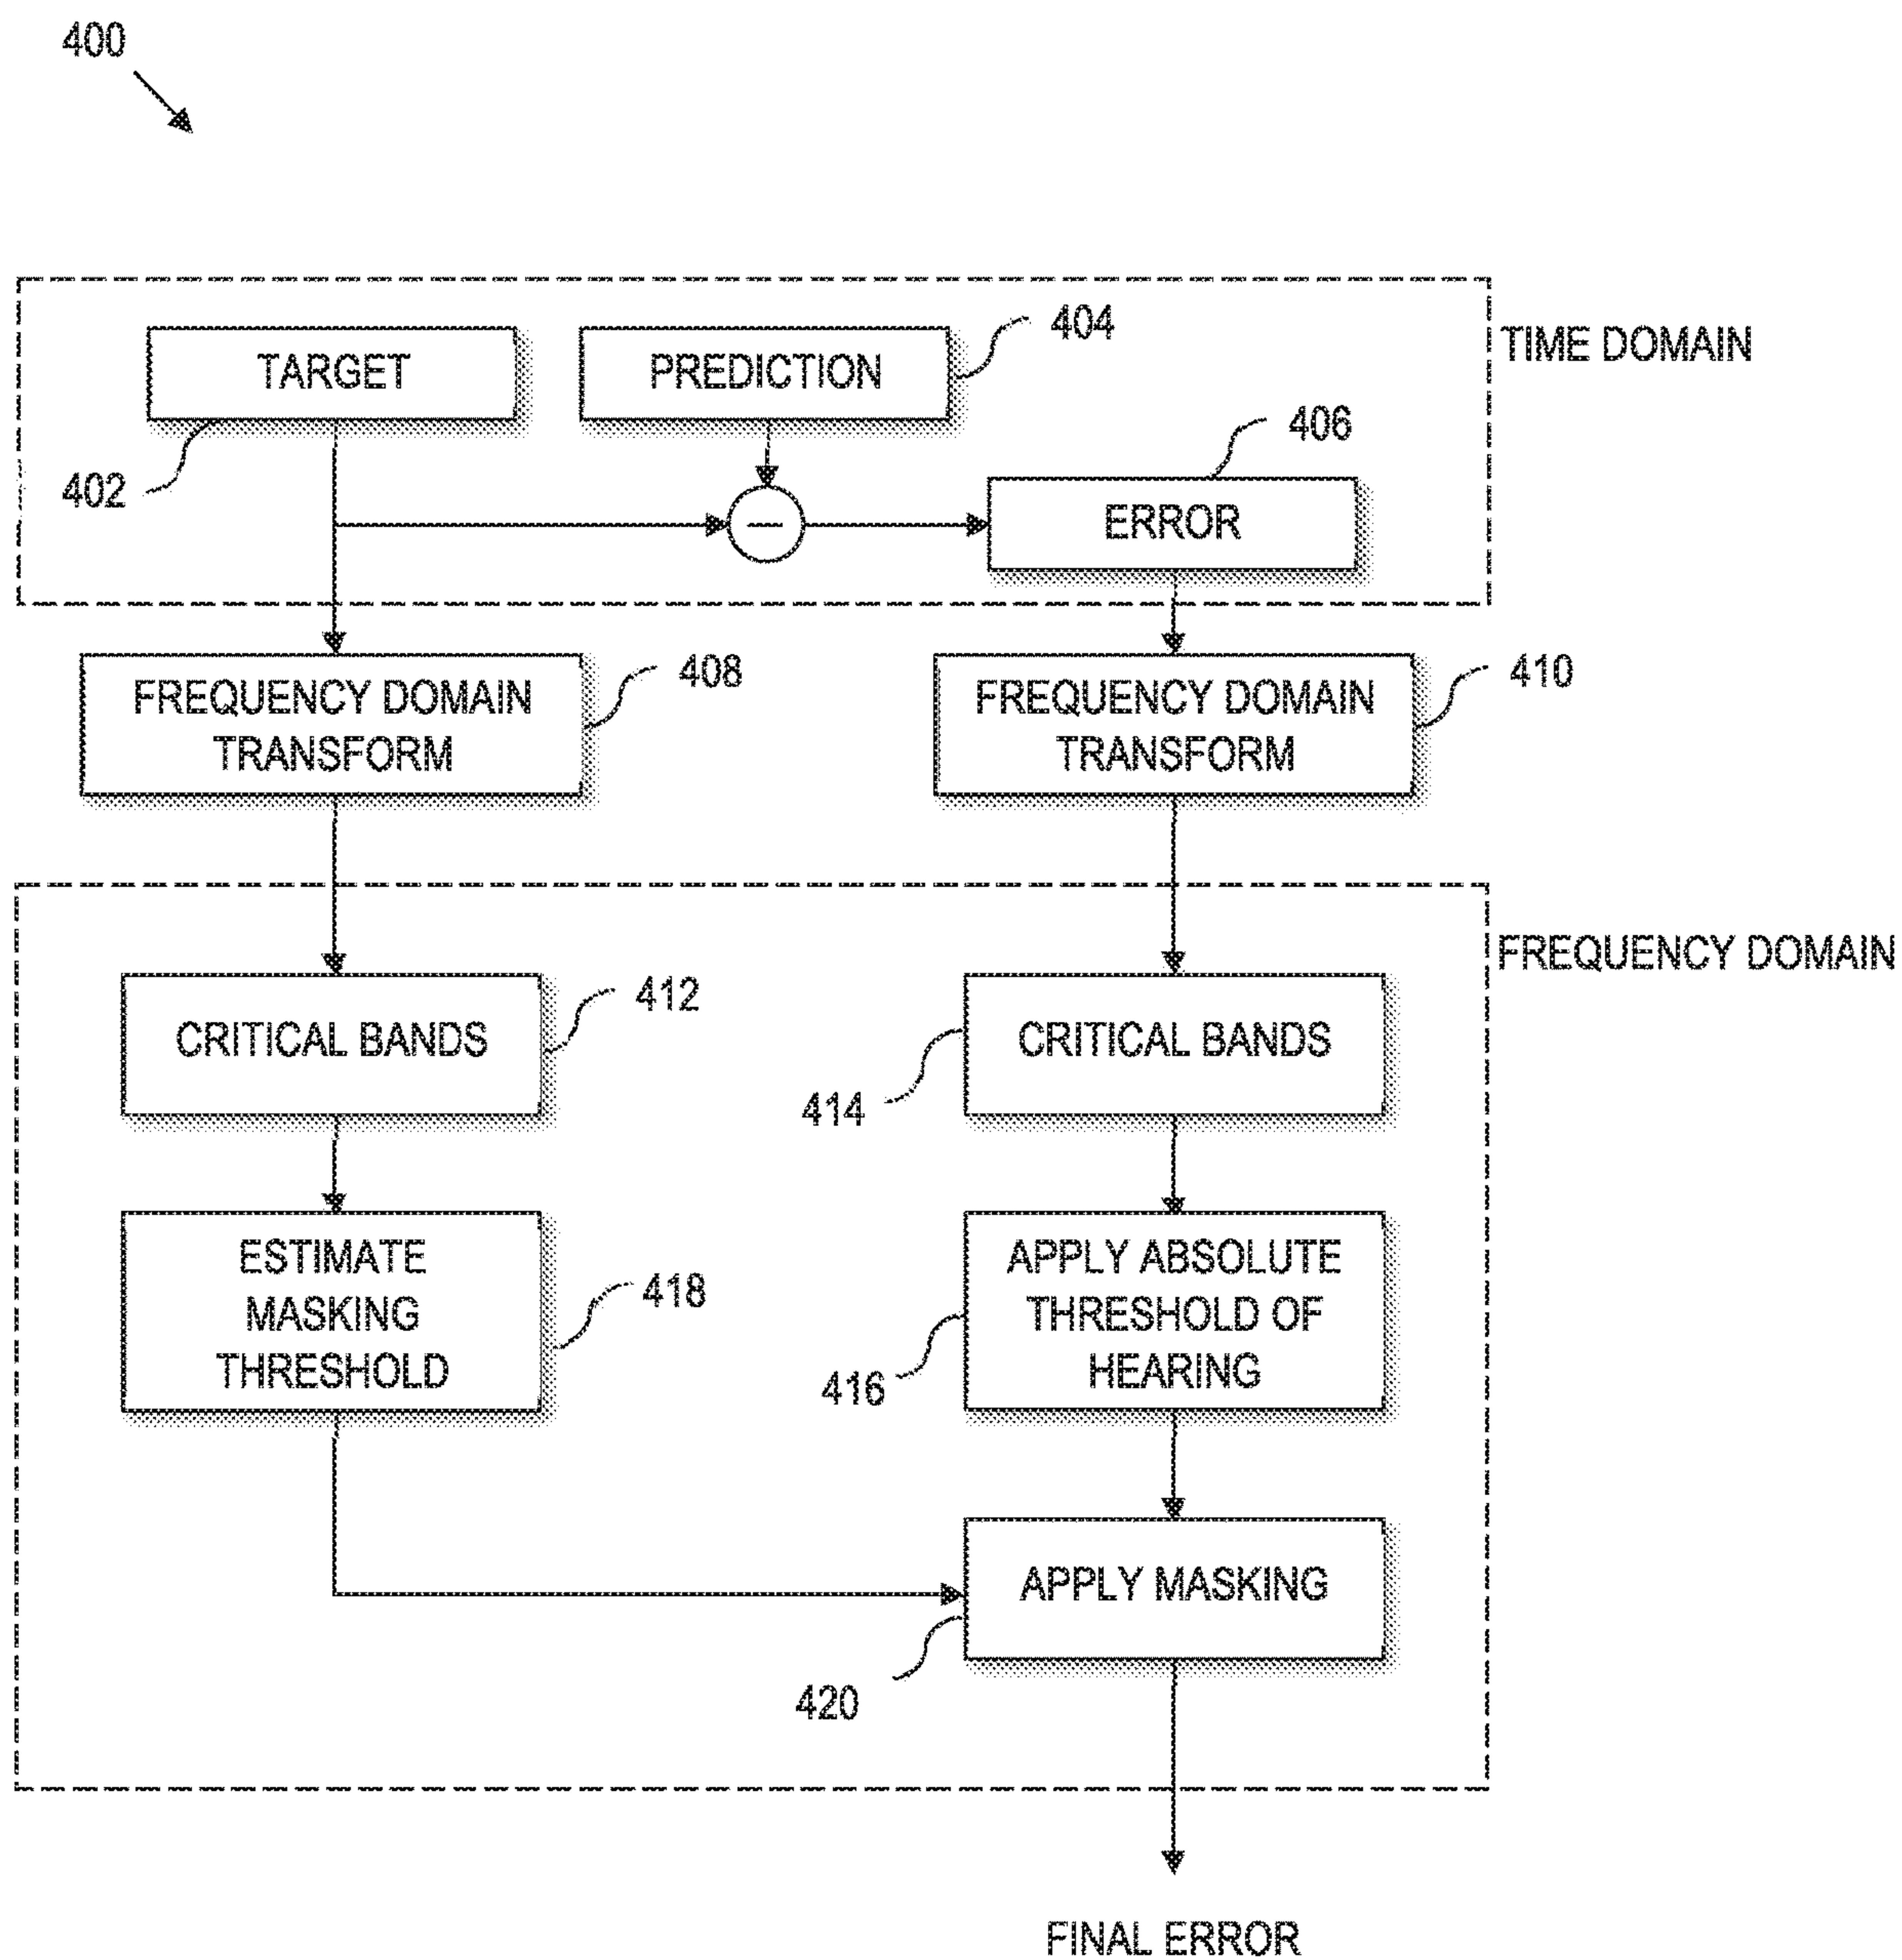 400
TARGET
PREDICTION
404
TIME DOMAIN
402
406
ERROR
FREQUENCY DOMAIN
TRANSFORM
408
FREQUENCY DOMAIN
TRANSFORM
410
FREQUENCY DOMAIN
CRITICAL BANDS
412
CRITICAL BANDS
414
ESTIMATE
MASKING
THRESHOLD
418
APPLY ABSOLUTE
THRESHOLD OF
HEARING
416
APPLY MASKING
420
FINAL ERROR